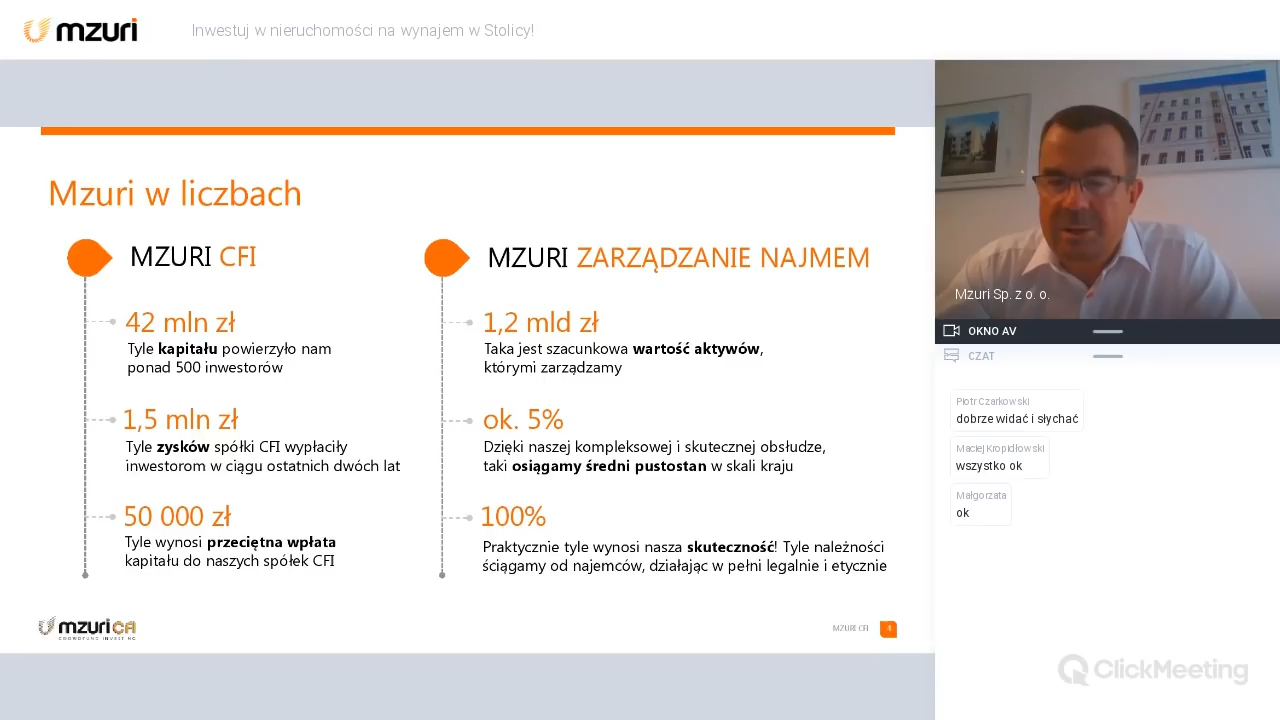 mzuri
Inwestuj w nieruchomości na wynajem w Stolicy!
Mzuri w liczbach
MZURI CFI
42 mln zł
Tyle kapitału powierzyło nam
ponad 500 inwestorów
1,5 mln zł
Tyle zysków spółki CFI wypłaciły
inwestorom w ciągu ostatnich dwóch lat
50 000 zł
Tyle wynosi przeciętna wpłata
kapitału do naszych spółek CFI
MZURI ZARZĄDZANIE NAJMEM
1,2 mld zł
Taka jest szacunkowa wartość aktywów,
którymi zarządzamy
ok. 5%
Dzięki naszej kompleksowej i skutecznej obsłudze,
taki osiągamy średni pustostan w skali kraju
100%
Praktycznie tyle wynosi nasza skuteczność! Tyle należności
ściągamy od najemców, działając w pełni legalnie i etycznie
mzuri CFI
CROWDFUND INVESTING
MZURI CFI
4
Mzuri Sp. z o. o.
OKNO AV
CZAT
Piotr Czarkowski
dobrze widać i słychać
Maciej Kropidłowski
wszystko ok
Małgorzata
ok
ClickMeeting